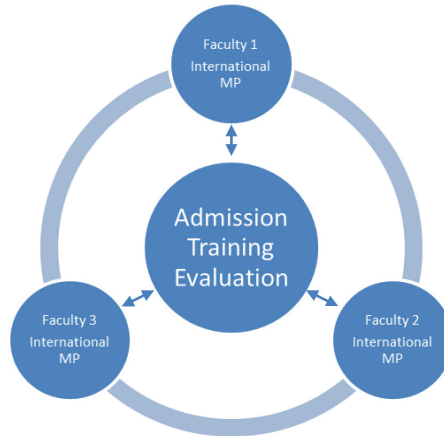 Faculty 1
International
MP
Admission
Training
Evaluation
Faculty 3
International
MP
Faculty 2
International
MP